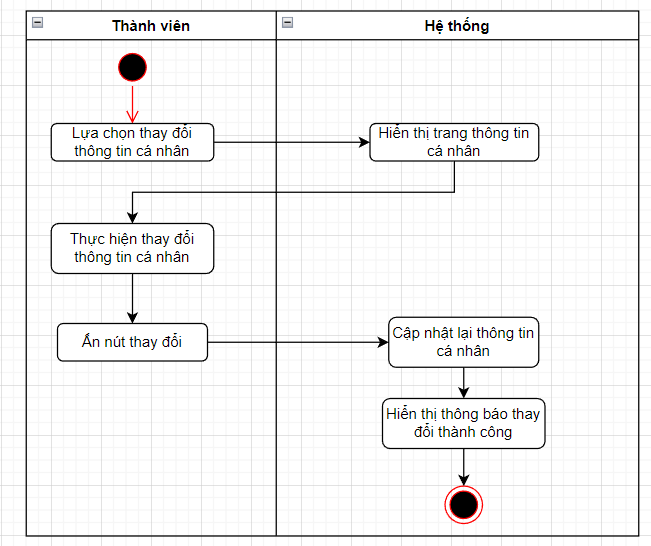 Thành viên
Hệ thống
Lựa chọn thay đổi
thông tin cá nhân
Hiển thị trang thông tin
cá nhân
Thực hiện thay đổi
thông tin cá nhân
Ấn nút thay đổi
Cập nhật lại thông tin
cá nhân
Hiển thị thông báo thay
đổi thành công